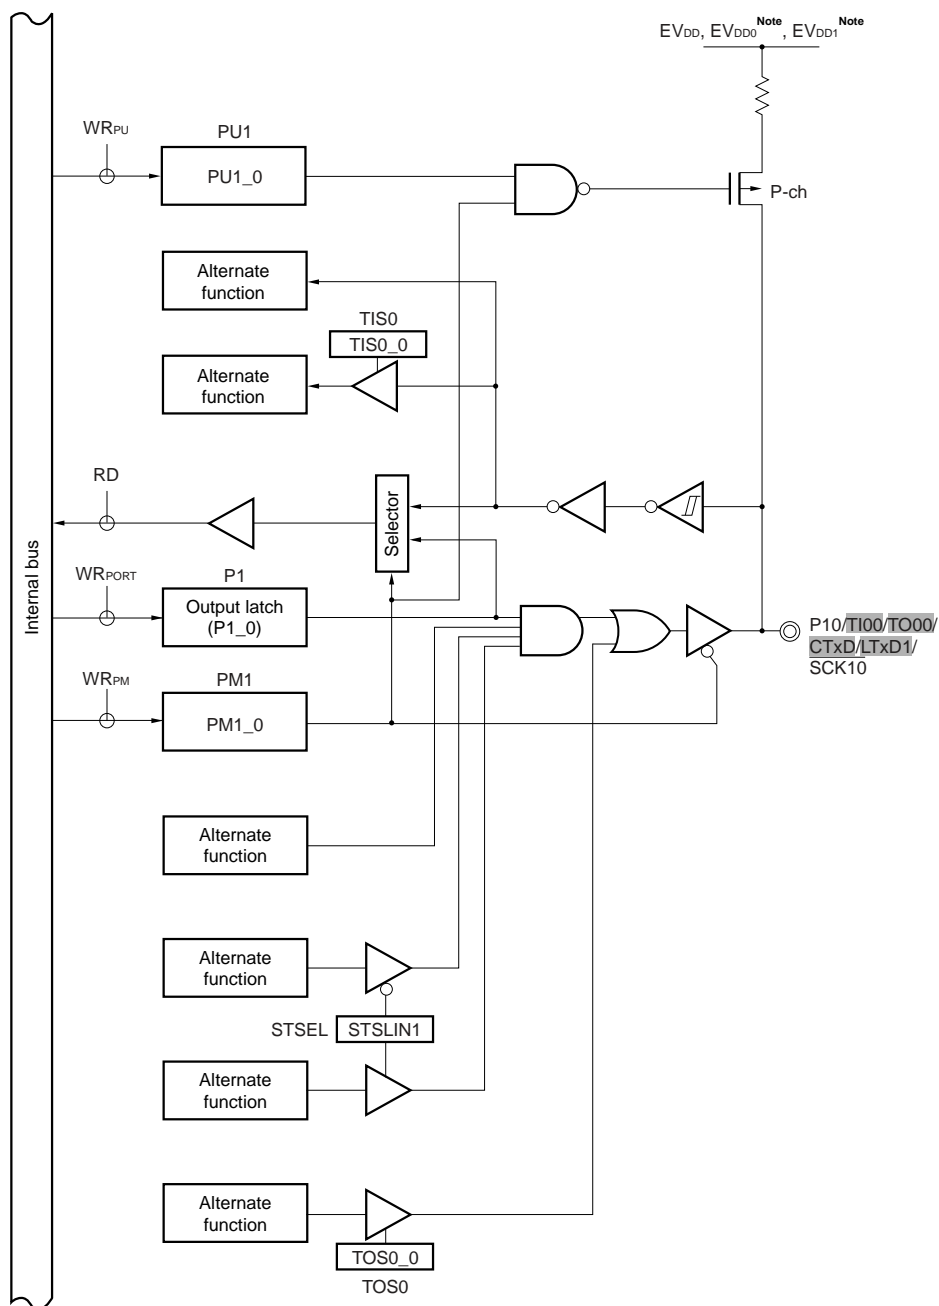 EVDD, EVDD0Note, EVDD1Note
WRPU
PU1
PU1_0
P-ch
Alternate
function
TIS0
TIS0_0
Alternate
function
RD
Selector
Internal bus
WRPORT
P1
Output latch
(P1_0)
P10/TI00/TO00/
CTxD/LTxD1/
SCK10
WRPM
PM1
PM1_0
Alternate
function
Alternate
function
STSEL
STSLIN1
Alternate
function
Alternate
function
TOS0_0
TOS0